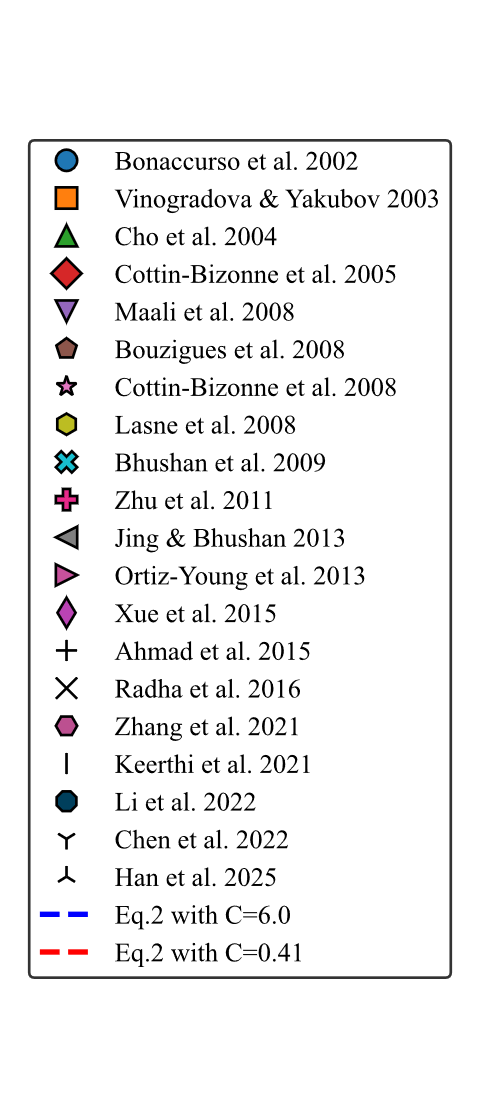 Bonaccurso et al. 2002
Vinogradova & Yakubov 2003
Cho et al. 2004
Cottin-Bizonne et al. 2005
Maali et al. 2008
Bouzigues et al. 2008
Cottin-Bizonne et al. 2008
Lasne et al. 2008
Bhushan et al. 2009
Zhu et al. 2011
Jing & Bhushan 2013
Ortiz-Young et al. 2013
Xue et al. 2015
Ahmad et al. 2015
Radha et al. 2016
Zhang et al. 2021
Keerthi et al. 2021
Li et al. 2022
Chen et al. 2022
Han et al. 2025
Eq.2 with C=6.0
Eq.2 with C=0.41